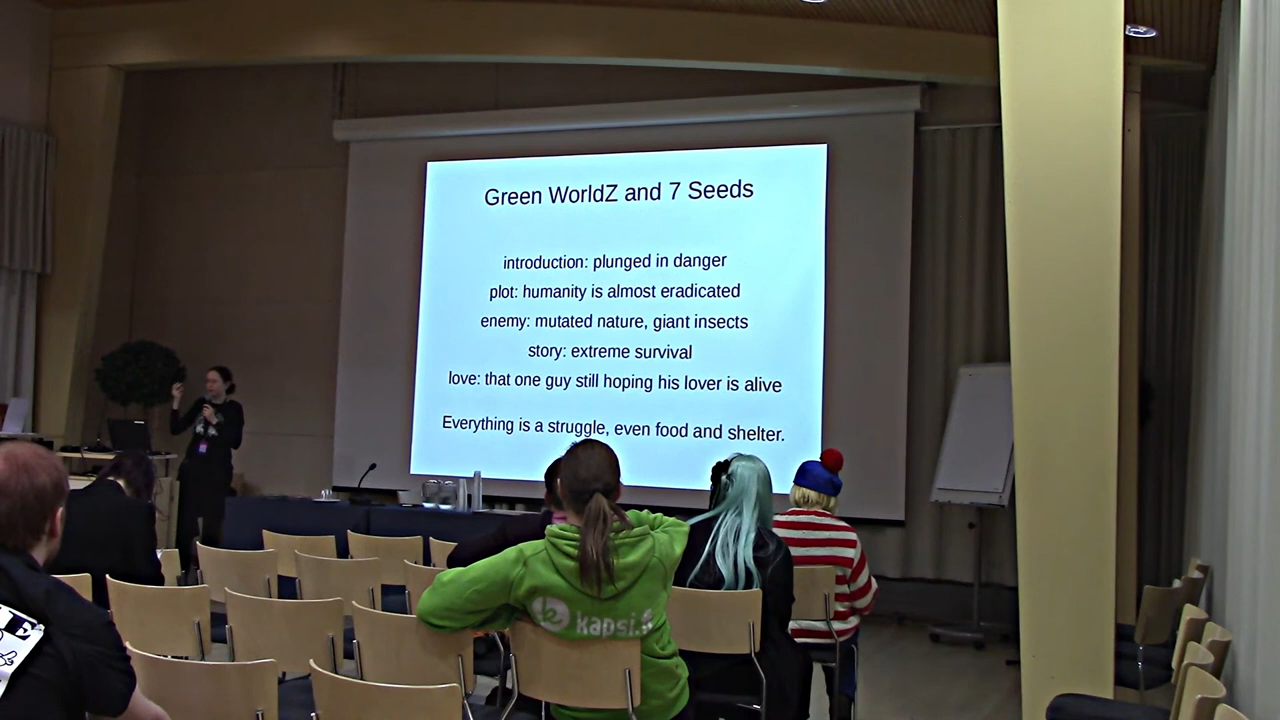 Green WorldZ and 7 Seeds
introduction: plunged in danger
plot: humanity is almost eradicated
enemy: mutated nature, giant insects
story: extreme survival
love: that one guy still hoping his lover is alive
Everything is a struggle, even food and shelter.
k kapsi.fi